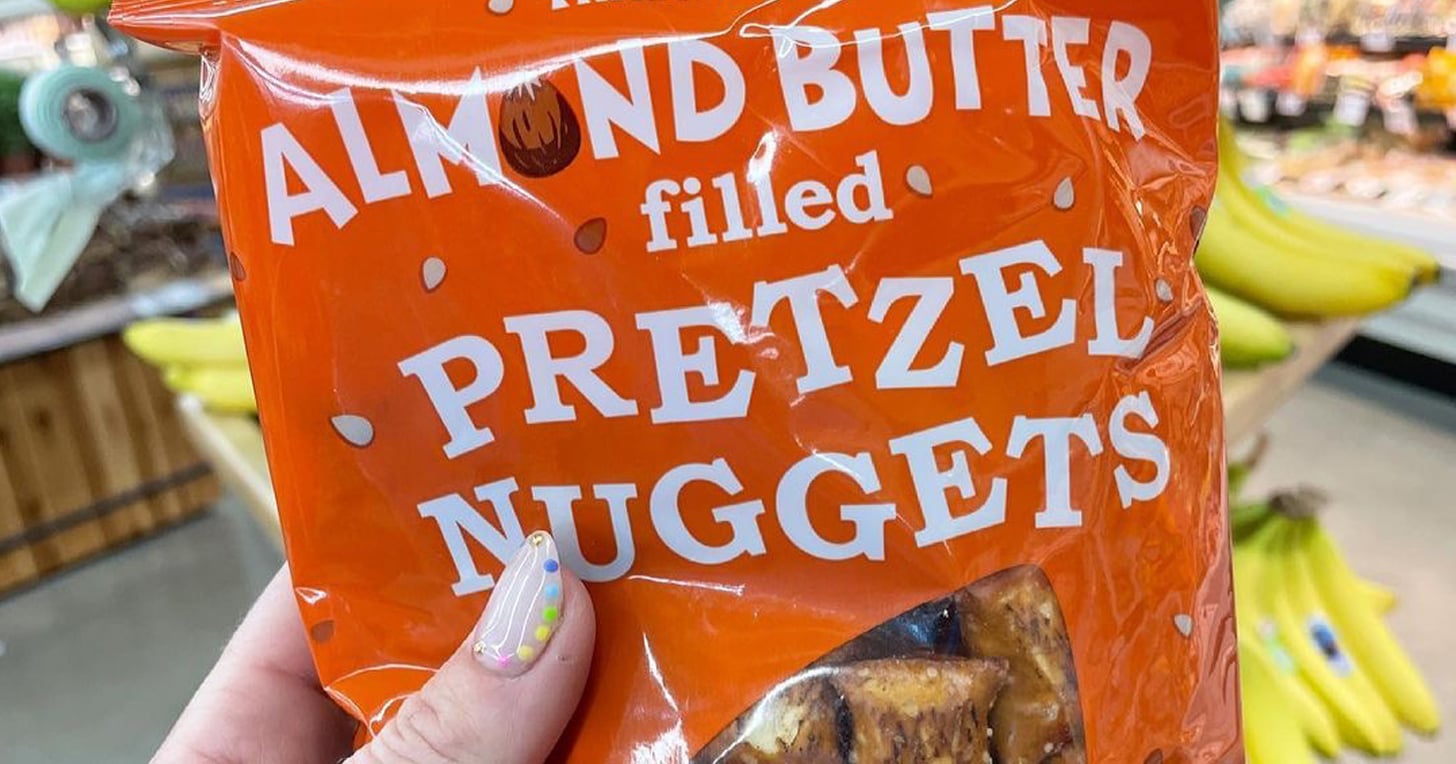 ALMOND BUTTER
filled
PRETZEL
NUGGETS